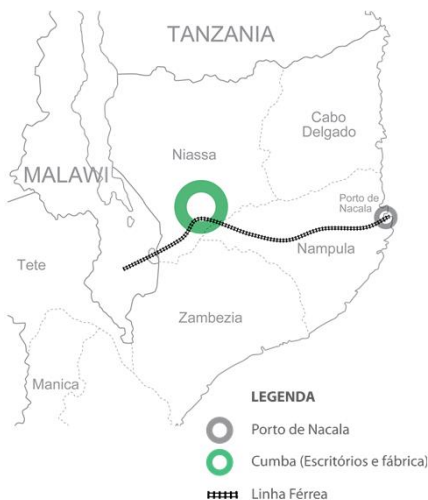 TANZANIA
Cabo
Delgado
Niassa
MALAWI
Porto de
Nacala
Nampula
Tete
Zambezia
Manica
LEGENDA
Porto de Nacala
Cumba (Escritórios e fábrica)
Linha Férrea